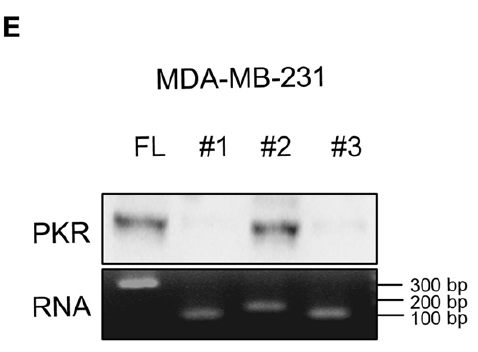 E
MDA-MB-231
FL #1 #2 #3
PKR
RNA
300 bp
200 bp
100 bp